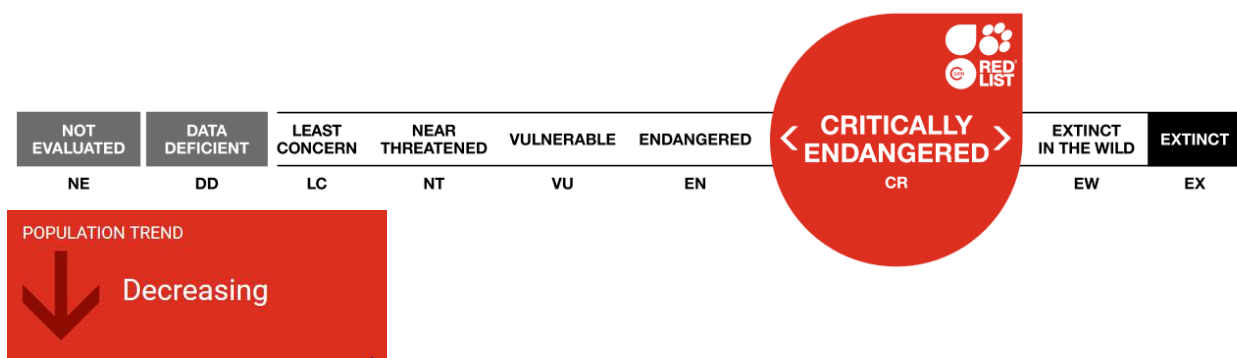 RED
LIST
IUCN
NOT
EVALUATED
DATA
DEFICIENT
LEAST
CONCERN
NEAR
THREATENED
VULNERABLE
ENDANGERED
< CRITICALLY
ENDANGERED >
EXTINCT
IN THE WILD
EXTINCT
NE
DD
LC
NT
VU
EN
CR
EW
EX
POPULATION TREND
Decreasing